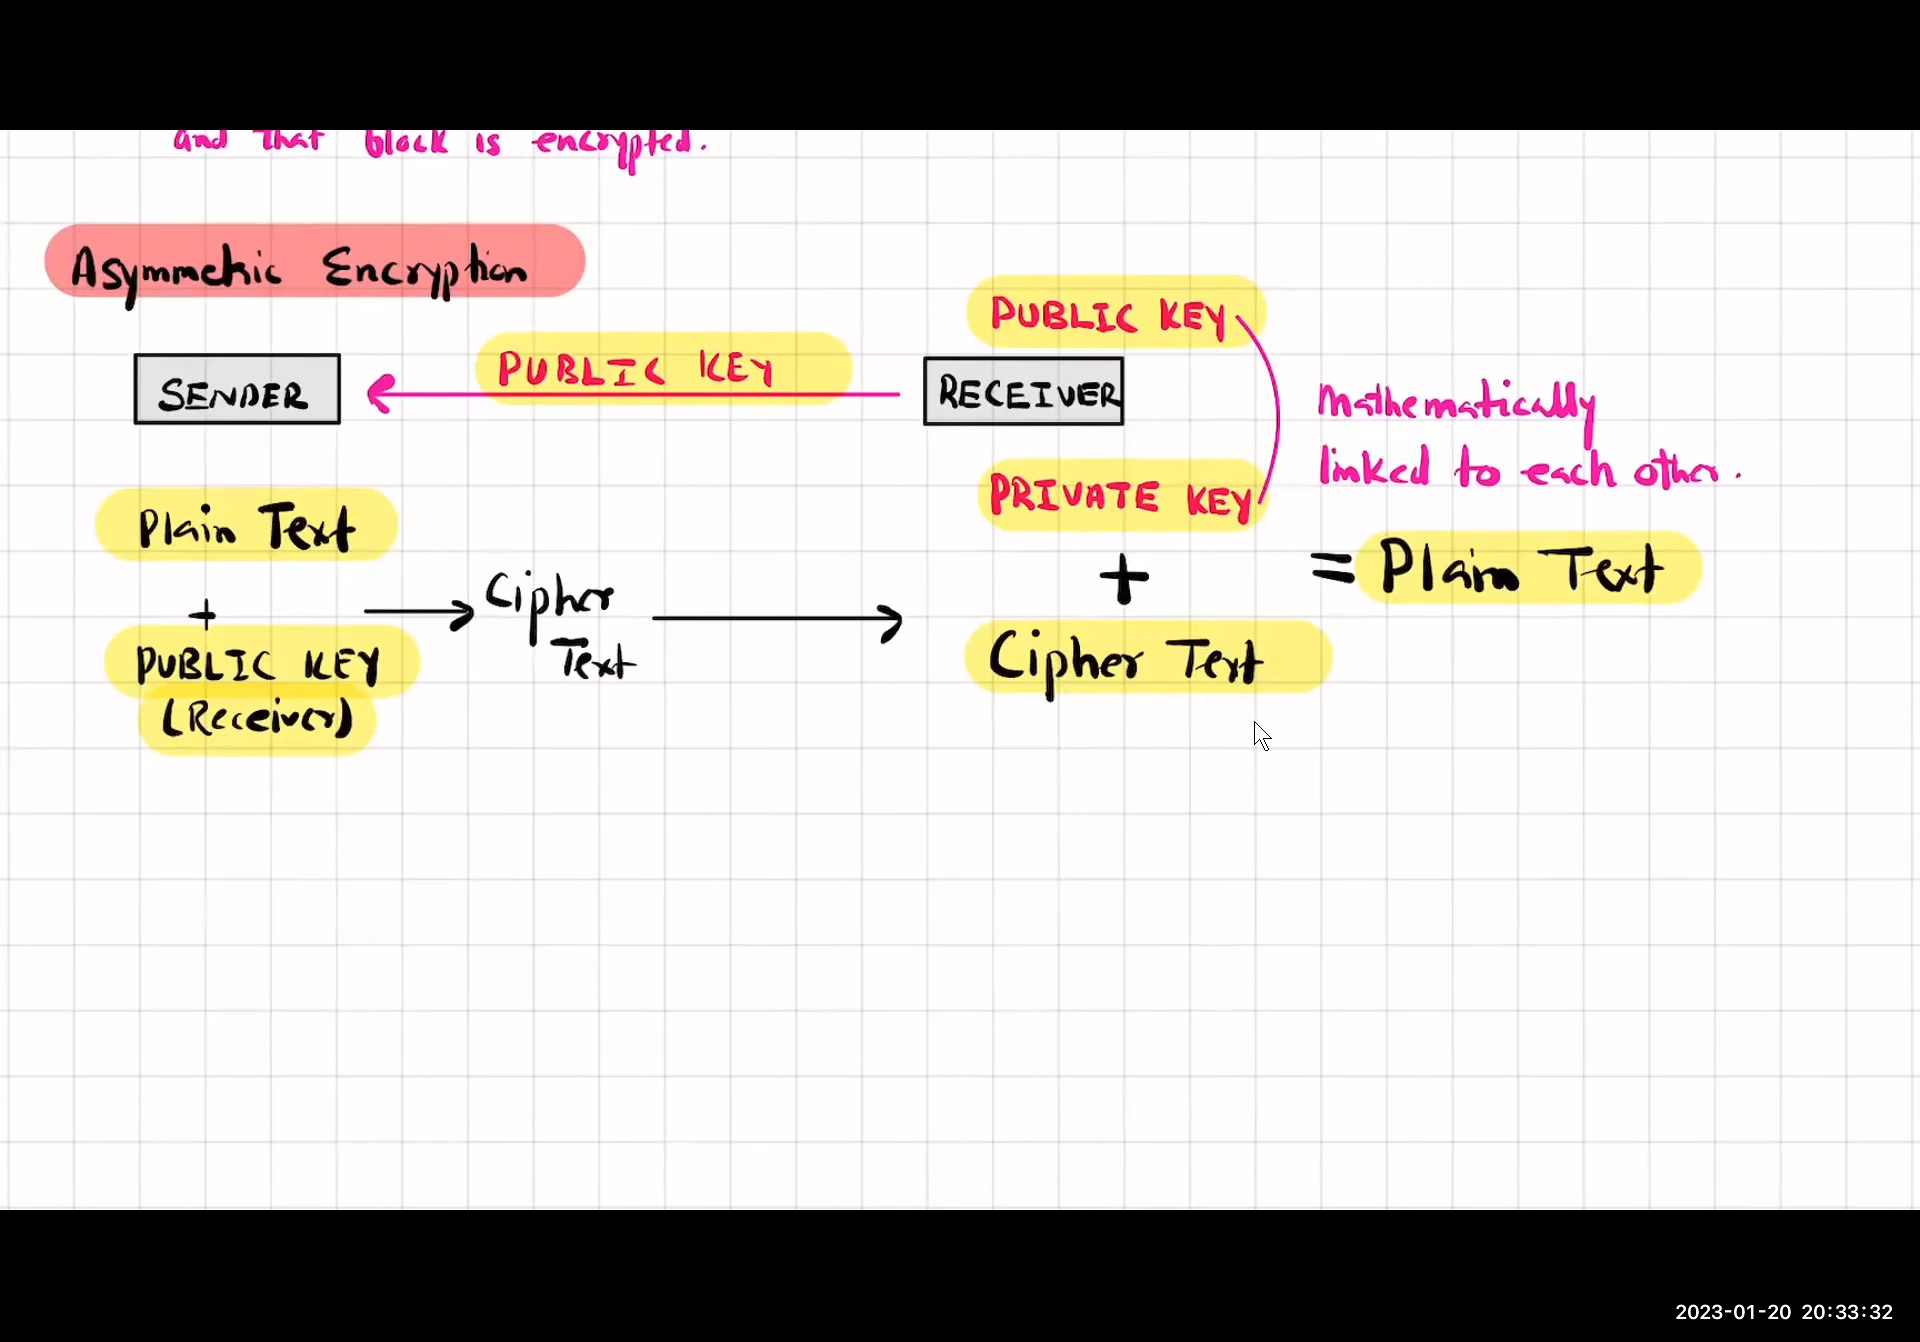 and that block is encrypted.
Asymmetric Encryption
PUBLIC KEY
PUBLIC KEY
SENDER
RECEIVER
Mathematically
linked to each other.
PRIVATE KEY
Plain Text
+
= Plain Text
Cipher
Text
+
PUBLIC KEY
(Receiver)
Cipher Text
2023-01-20 20:33:32